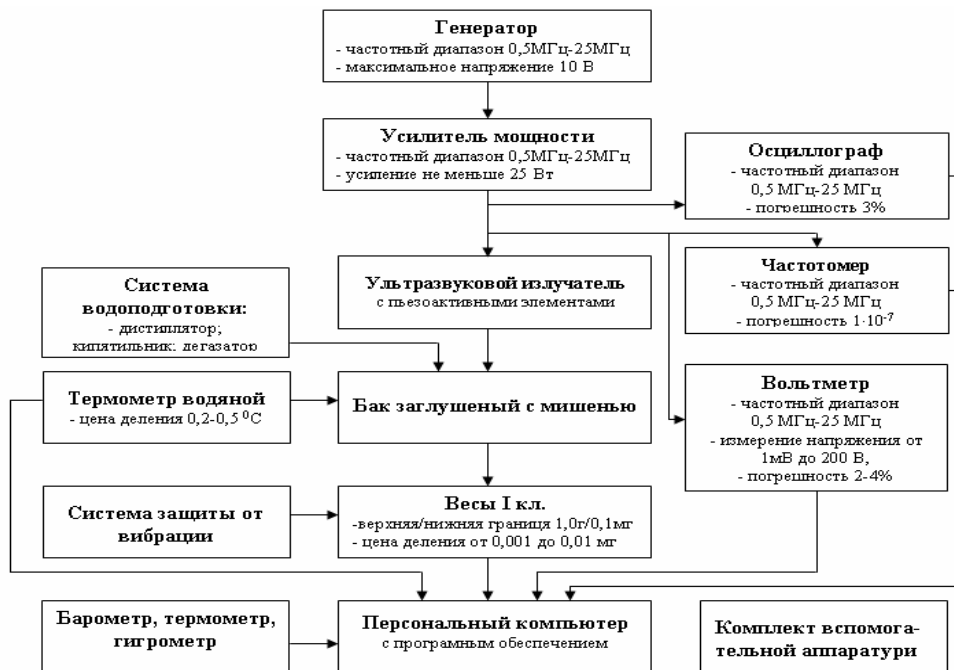 Генератор
- частотный диапазон 0,5МГц-25МГц
- максимальное напряжение 10 В
Усилитель мощности
- частотный диапазон 0,5МГц-25МГц
- усиление не меньше 25 Вт
Осциллограф
- частотный диапазон
0,5 МГц-25 МГц
- погрешность 3%
Ультразвуковой излучатель
с пьезоактивными элементами
Частотомер
- частотный диапазон
0,5 МГц-25 МГц
- погрешность 1·10⁻⁷
Система
водоподготовки:
- дистиллятор;
кипятильник; дегазатор
Термометр водяной
- цена деления 0,2-0,5 ⁰С
Бак заглушеный с мишенью
Вольтметр
- частотный диапазон
0,5 МГц-25 МГц
- измерение напряжения от
1мВ до 200 В,
- погрешность 2-4%
Система защиты от
вибрации
Весы I кл.
-верхняя/нижняя граница 1,0г/0,1мг
- цена деления от 0,001 до 0,01 мг
Барометр, термометр,
гигрометр
Персональный компьютер
с програмным обеспечением
Комплект вспомога-
тельной аппаратури